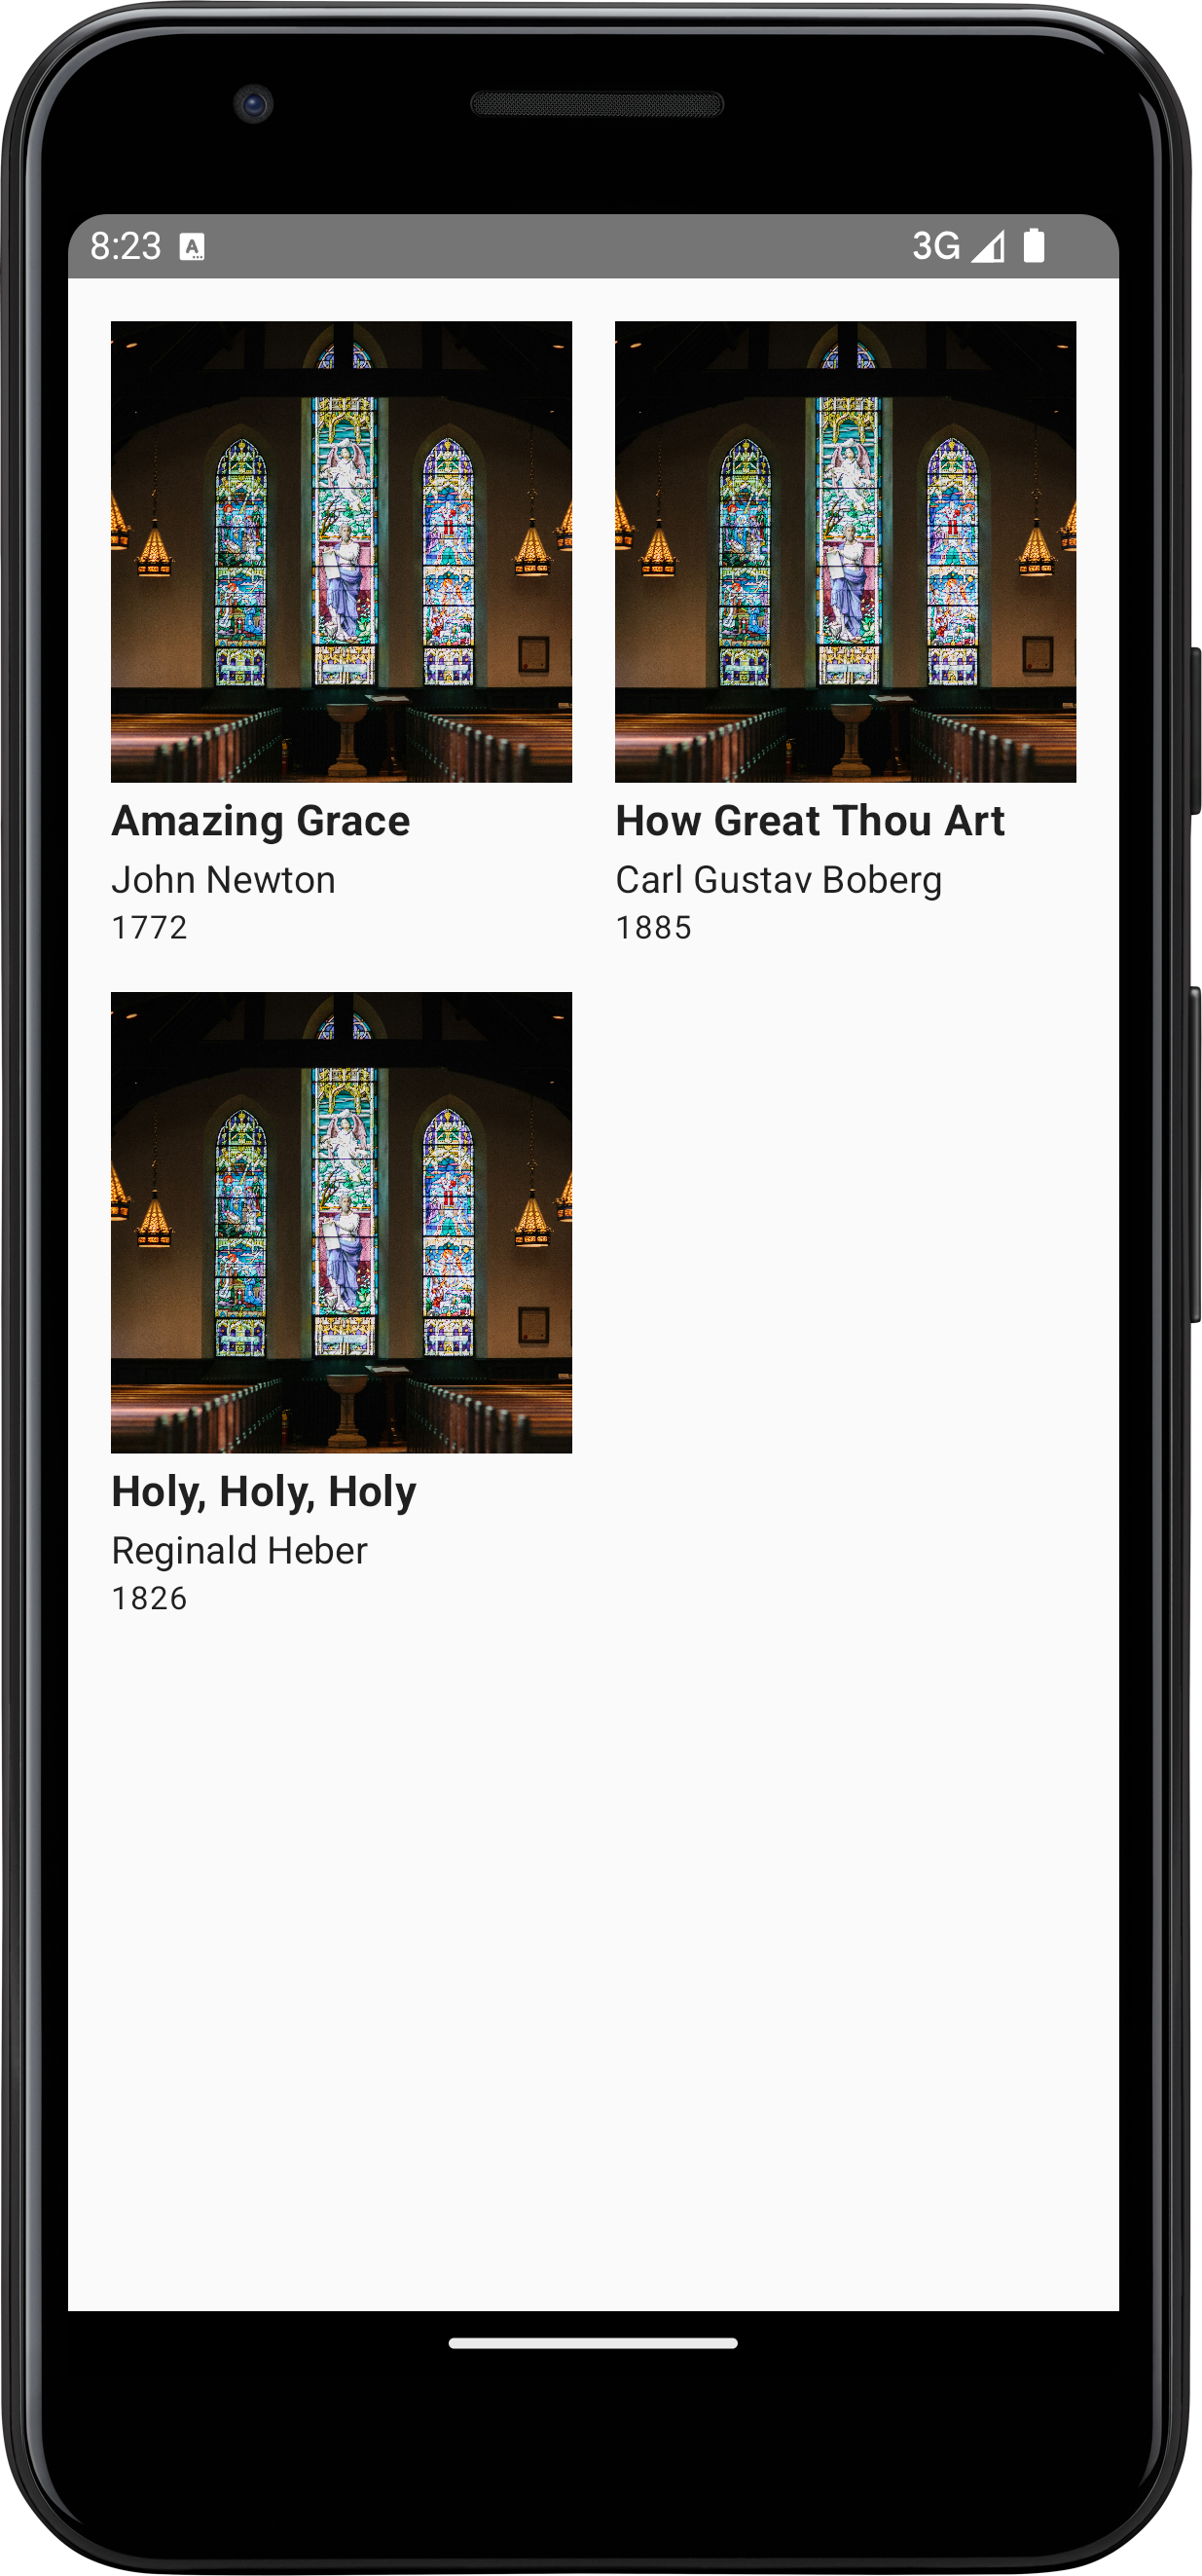 8:23 A 3G
Amazing Grace
John Newton
1772
How Great Thou Art
Carl Gustav Boberg
1885
Holy, Holy, Holy
Reginald Heber
1826